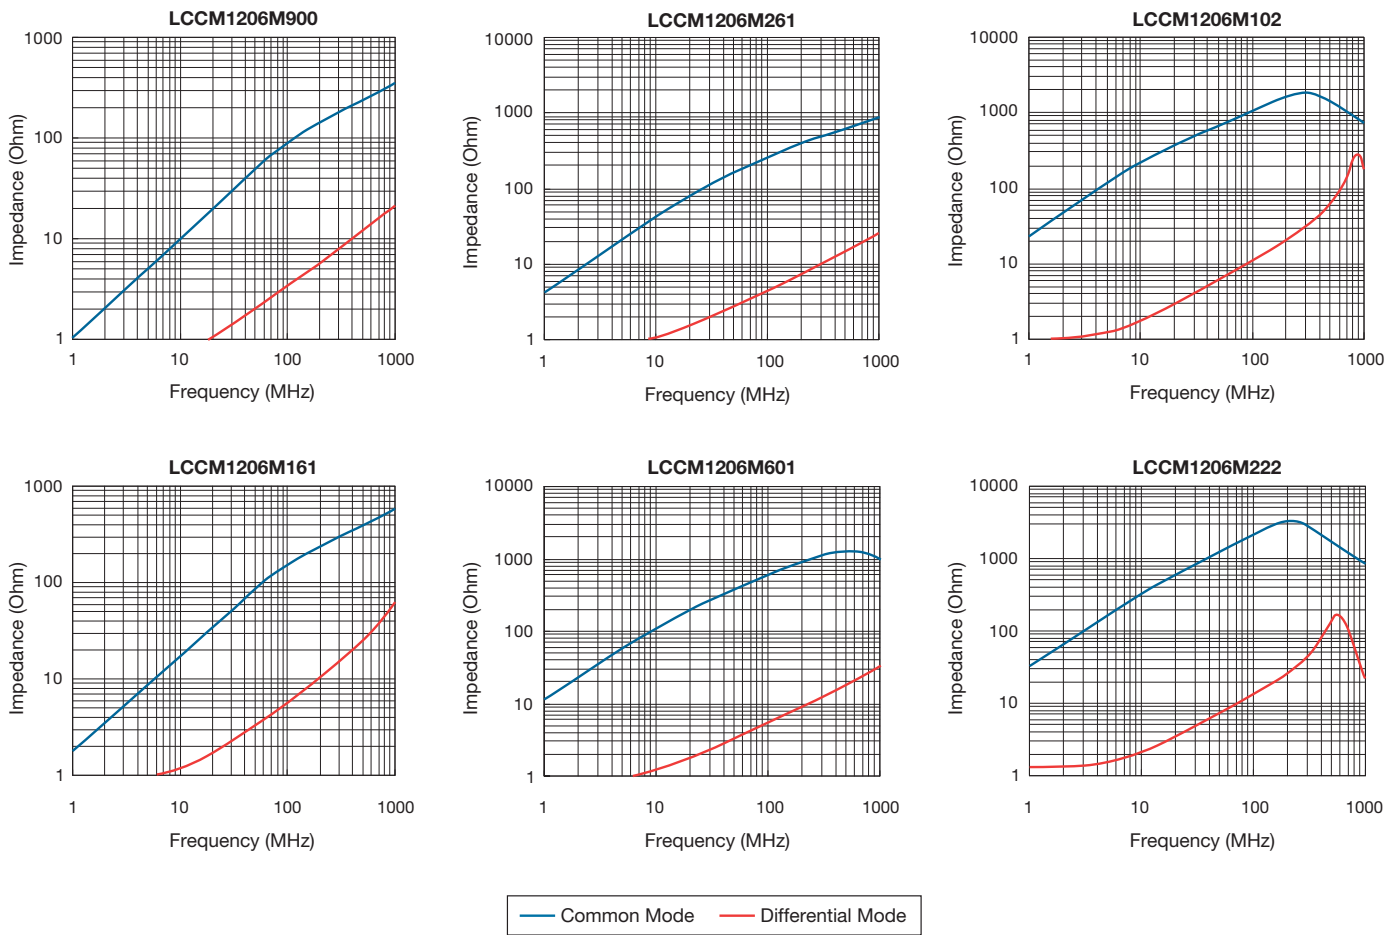 LCCM1206M900
1000
100
10
1
Impedance (Ohm)
1 10 100 1000
Frequency (MHz)
LCCM1206M261
10000
1000
100
10
1
Impedance (Ohm)
1 10 100 1000
Frequency (MHz)
LCCM1206M102
10000
1000
100
10
1
Impedance (Ohm)
1 10 100 1000
Frequency (MHz)
LCCM1206M161
1000
100
10
1
Impedance (Ohm)
1 10 100 1000
Frequency (MHz)
LCCM1206M601
10000
1000
100
10
1
Impedance (Ohm)
1 10 100 1000
Frequency (MHz)
LCCM1206M222
10000
1000
100
10
1
Impedance (Ohm)
1 10 100 1000
Frequency (MHz)
Common Mode Differential Mode